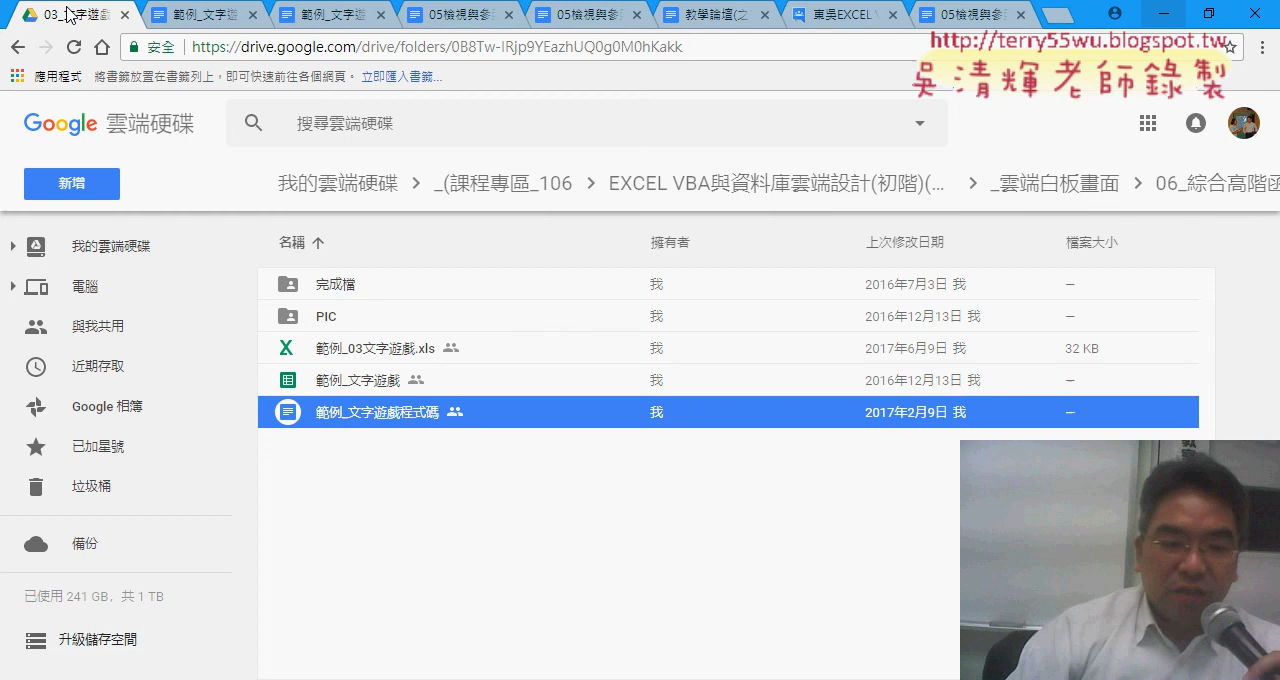 03_文字遊戲
範例_文字遊
範例_文字遊
05檢視與參
05檢視與參
教學論壇(之
東吳EXCEL V
05檢視與參
安全
https://drive.google.com/drive/folders/0B8Tw-IRjp9YEazhUQ0g0M0hKakk
http://terry55wu.blogspot.tw
吳清輝老師錄製
應用程式
將書籤放置在書籤列上，即可快速前往各個網頁。
立即匯入書籤...
Google 雲端硬碟
搜尋雲端硬碟
新增
我的雲端硬碟 > _(課程專區_106 > EXCEL VBA與資料庫雲端設計(初階)(... > _雲端白板畫面 > 06_綜合高階函
我的雲端硬碟
電腦
與我共用
近期存取
Google 相簿
已加星號
垃圾桶
備份
已使用 241 GB，共 1 TB
升級儲存空間
名稱 擁有者 上次修改日期 檔案大小
完成檔 我 2016年7月3日 我 –
PIC 我 2016年12月13日 我 –
範例_03文字遊戲.xls 我 2017年6月9日 我 32 KB
範例_文字遊戲 我 2016年12月13日 我 –
範例_文字遊戲程式碼 我 2017年2月9日 我 –